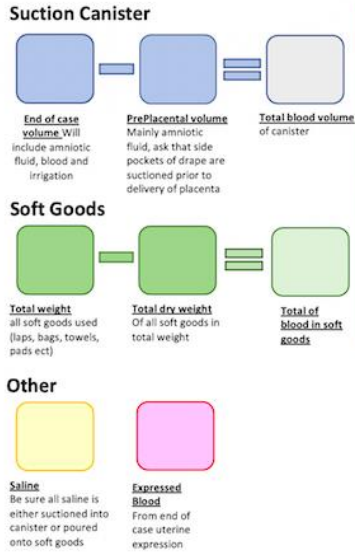 Suction Canister
End of case
volume Will
include amniotic
fluid, blood and
irrigation
PrePlacental volume
Mainly amniotic
fluid, ask that side
pockets of drape are
suctioned prior to
delivery of placenta
Total blood volume
of canister
Soft Goods
Total weight
all soft goods used
(laps, bags, towels,
pads ect)
Total dry weight
Of all soft goods in
total weight
Total of
blood in soft
goods
Other
Saline
Be sure all saline is
either suctioned into
canister or poured
onto soft goods
Expressed
Blood
From end of
case uterine
expression